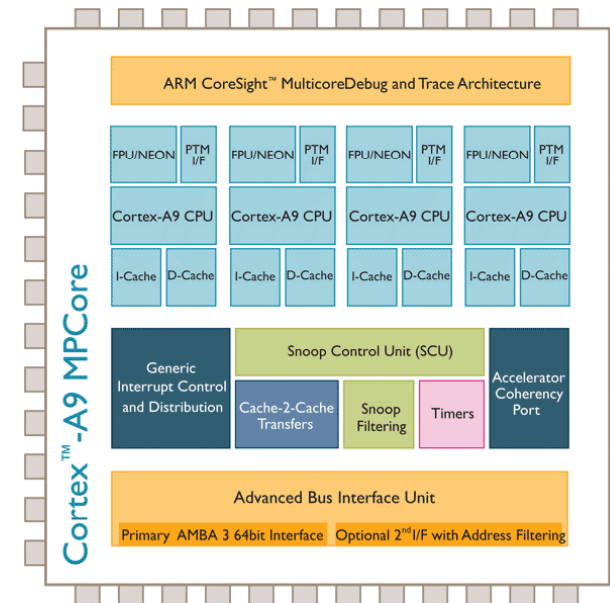 ARM CoreSight™ MulticoreDebug and Trace Architecture
FPU/NEON
PTM
I/F
FPU/NEON
PTM
I/F
FPU/NEON
PTM
I/F
FPU/NEON
PTM
I/F
Cortex-A9 CPU
Cortex-A9 CPU
Cortex-A9 CPU
Cortex-A9 CPU
I-Cache
D-Cache
I-Cache
D-Cache
I-Cache
D-Cache
I-Cache
D-Cache
Cortex™-A9 MPCore
Generic
Interrupt Control
and Distribution
Snoop Control Unit (SCU)
Cache-2-Cache
Transfers
Snoop
Filtering
Timers
Accelerator
Coherency
Port
Advanced Bus Interface Unit
Primary AMBA 3 64bit Interface
Optional 2nd I/F with Address Filtering